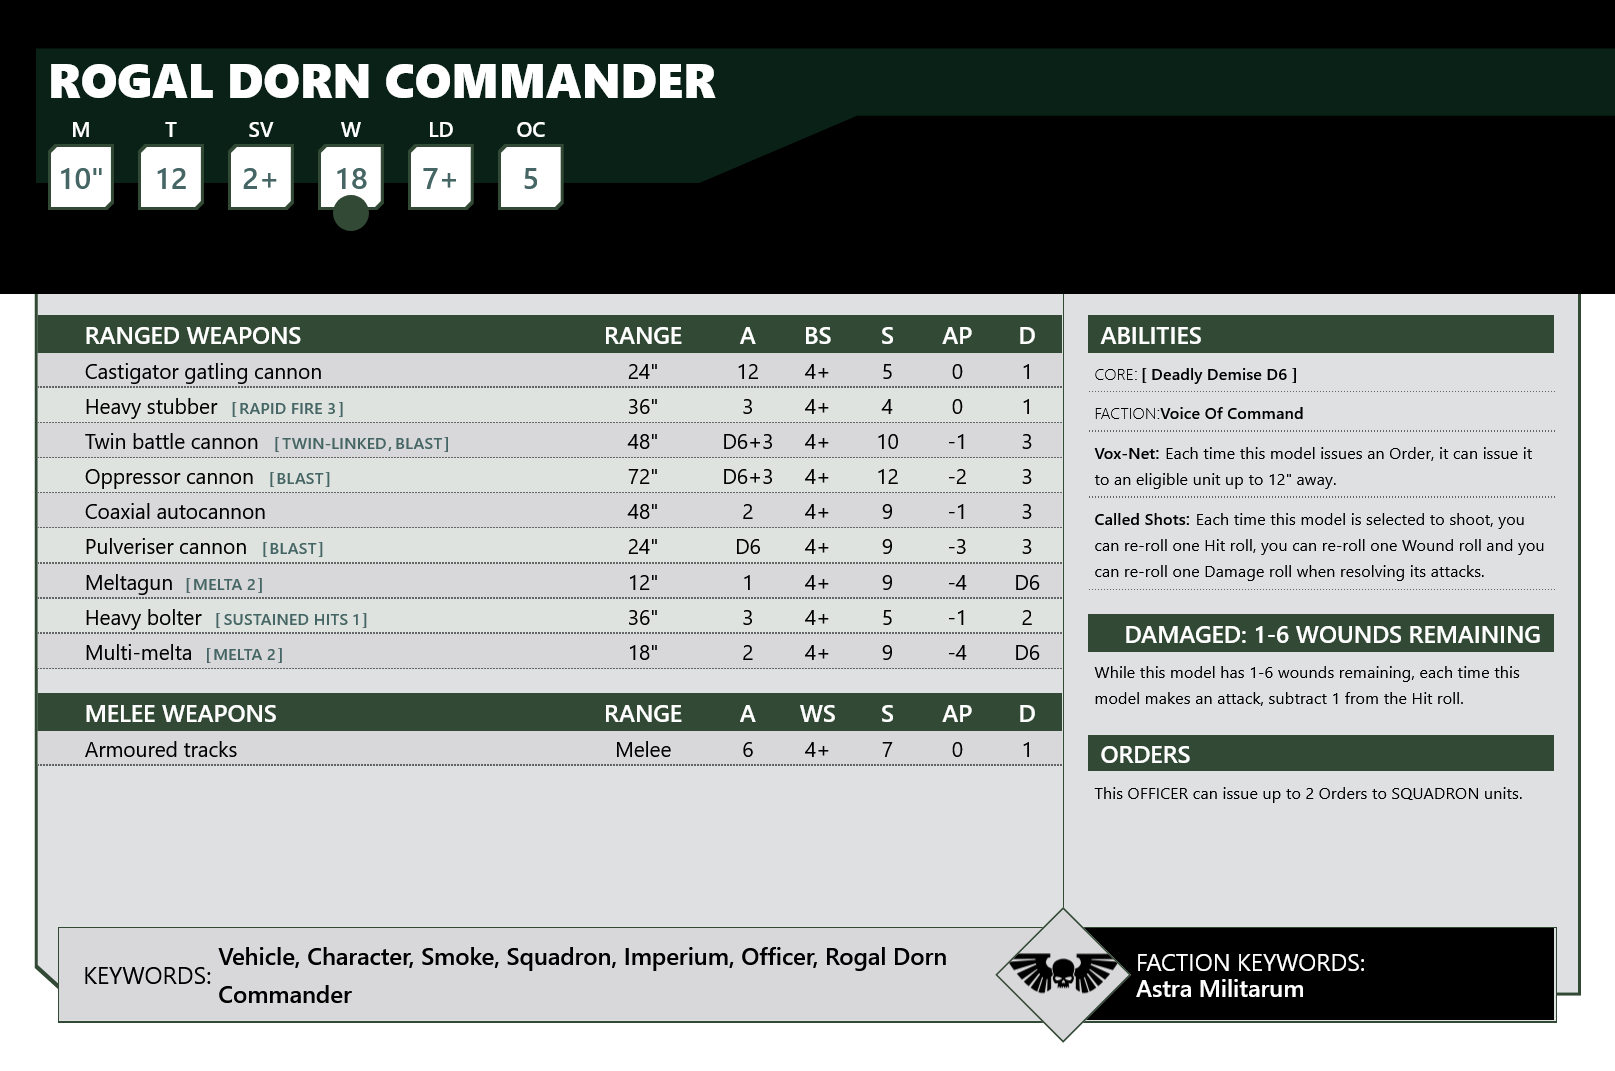 ROGAL DORN COMMANDER
M T SV W LD OC
10" 12 2+ 18 7+ 5
RANGED WEAPONS RANGE A BS S AP D
Castigator gatling cannon 24" 12 4+ 5 0 1
Heavy stubber [RAPID FIRE 3] 36" 3 4+ 4 0 1
Twin battle cannon [TWIN-LINKED, BLAST] 48" D6+3 4+ 10 -1 3
Oppressor cannon [BLAST] 72" D6+3 4+ 12 -2 3
Coaxial autocannon 48" 2 4+ 9 -1 3
Pulveriser cannon [BLAST] 24" D6 4+ 9 -3 3
Meltagun [MELTA 2] 12" 1 4+ 9 -4 D6
Heavy bolter [SUSTAINED HITS 1] 36" 3 4+ 5 -1 2
Multi-melta [MELTA 2] 18" 2 4+ 9 -4 D6
MELEE WEAPONS RANGE A WS S AP D
Armoured tracks Melee 6 4+ 7 0 1
ABILITIES
CORE: [ Deadly Demise D6 ]
FACTION:Voice Of Command
Vox-Net: Each time this model issues an Order, it can issue it
to an eligible unit up to 12" away.
Called Shots: Each time this model is selected to shoot, you
can re-roll one Hit roll, you can re-roll one Wound roll and you
can re-roll one Damage roll when resolving its attacks.
DAMAGED: 1-6 WOUNDS REMAINING
While this model has 1-6 wounds remaining, each time this
model makes an attack, subtract 1 from the Hit roll.
ORDERS
This OFFICER can issue up to 2 Orders to SQUADRON units.
KEYWORDS: Vehicle, Character, Smoke, Squadron, Imperium, Officer, Rogal Dorn
Commander
FACTION KEYWORDS:
Astra Militarum